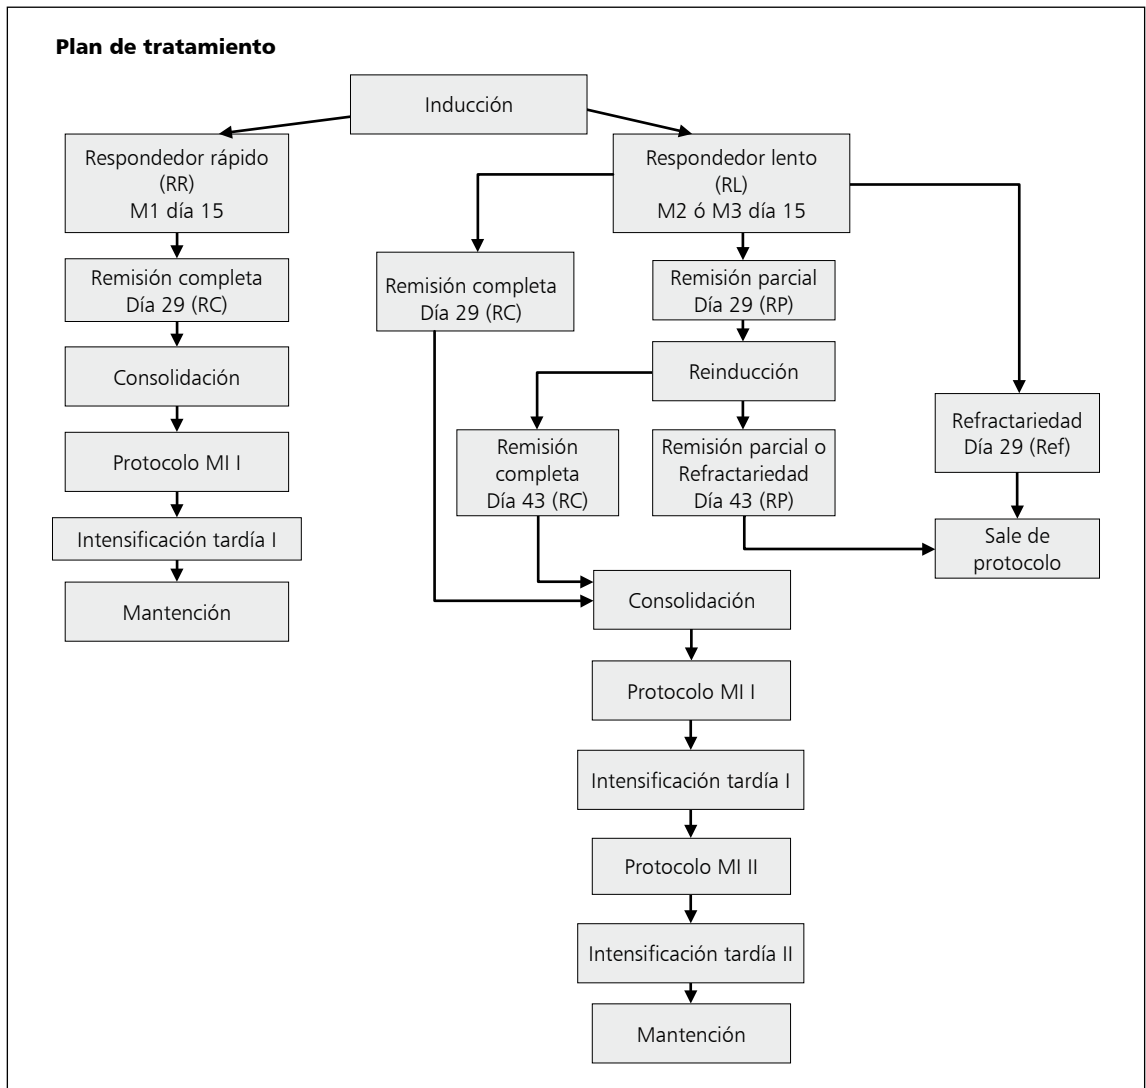 Plan de tratamiento
Inducción
Respondedor rápido
(RR)
M1 día 15
Respondedor lento
(RL)
M2 ó M3 día 15
Remisión completa
Día 29 (RC)
Remisión completa
Día 29 (RC)
Remisión parcial
Día 29 (RP)
Consolidación
Reinducción
Refractariedad
Día 29 (Ref)
Protocolo MI I
Remisión
completa
Día 43 (RC)
Remisión parcial o
Refractariedad
Día 43 (RP)
Intensificación tardía I
Sale de
protocolo
Mantención
Consolidación
Protocolo MI I
Intensificación tardía I
Protocolo MI II
Intensificación tardía II
Mantención